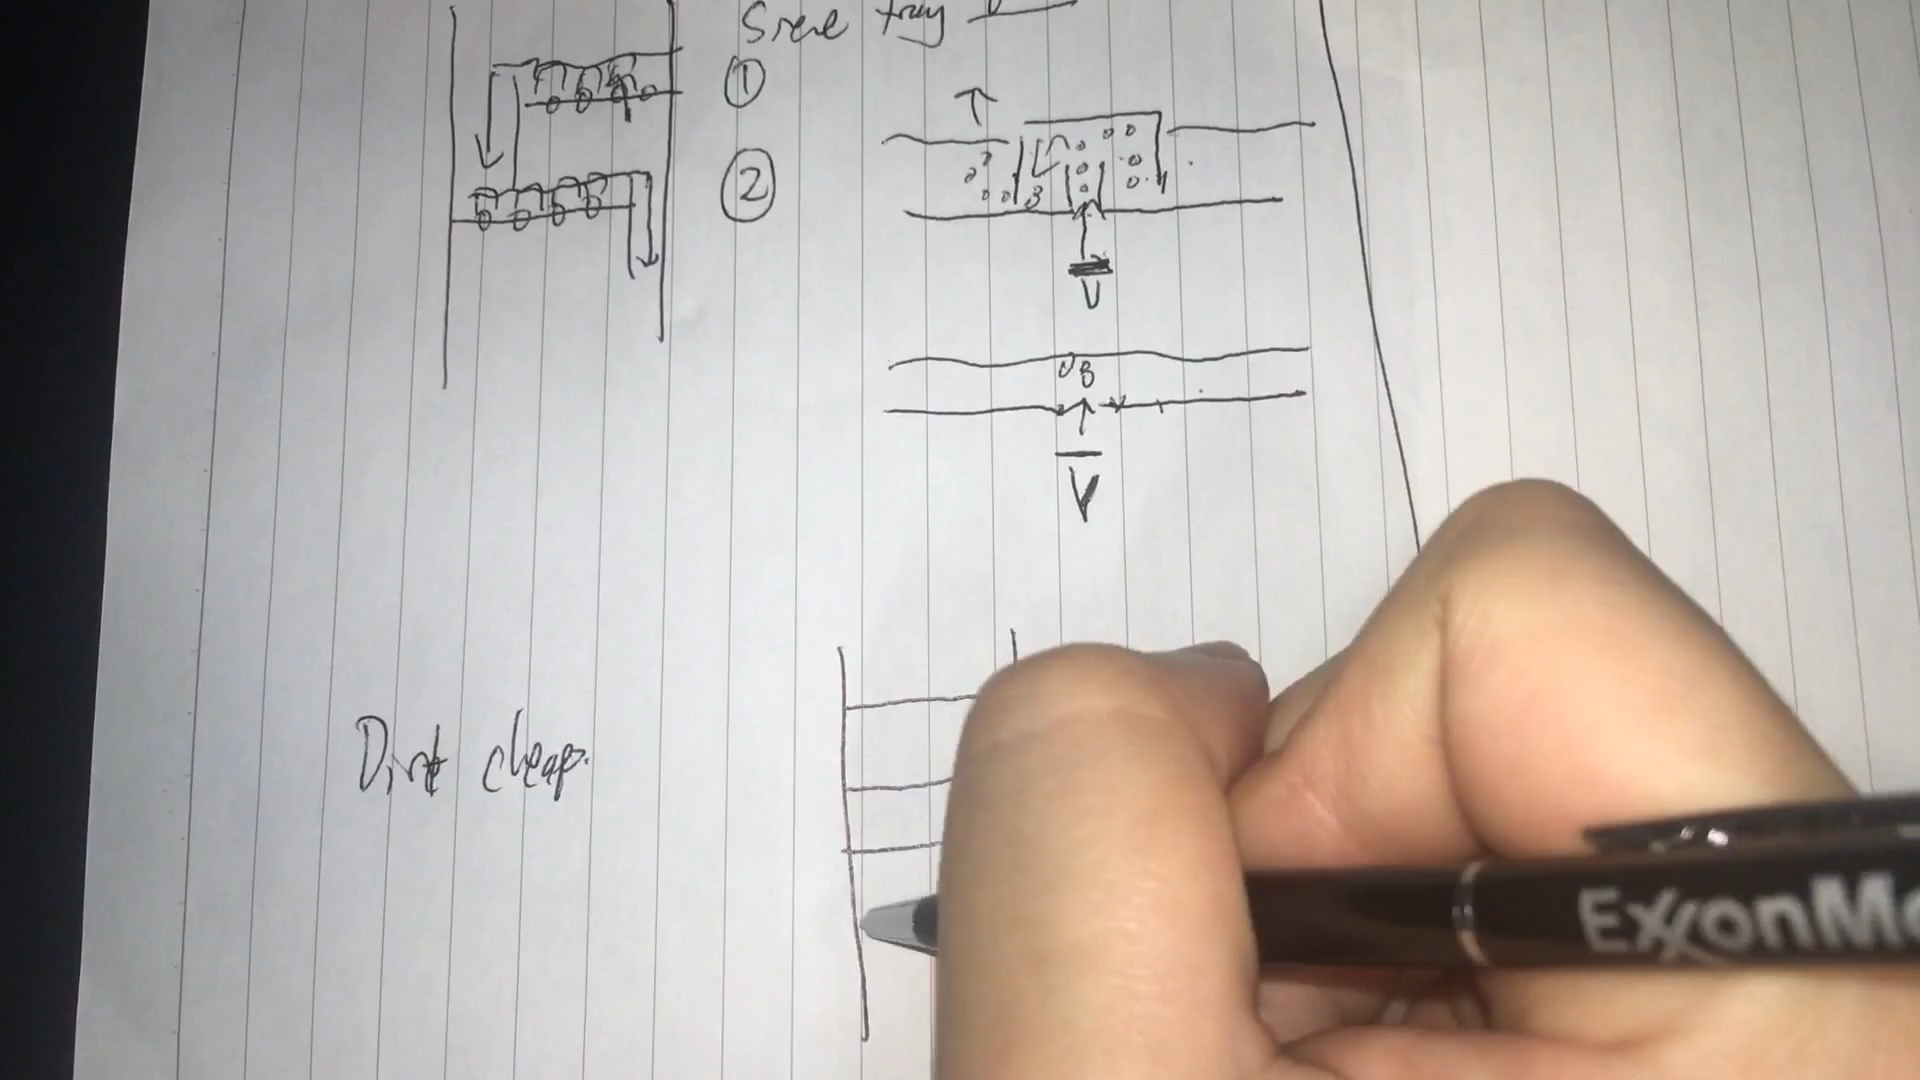 Sieve tray
①
②
V
V
Dirt cheap.
ExxonMo